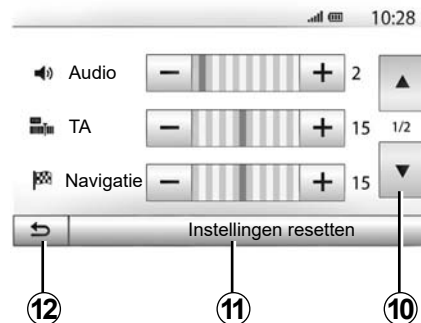 10:28
Audio − + 2
TA − + 15
1/2
Navigatie − + 15
Instellingen resetten
12 11 10